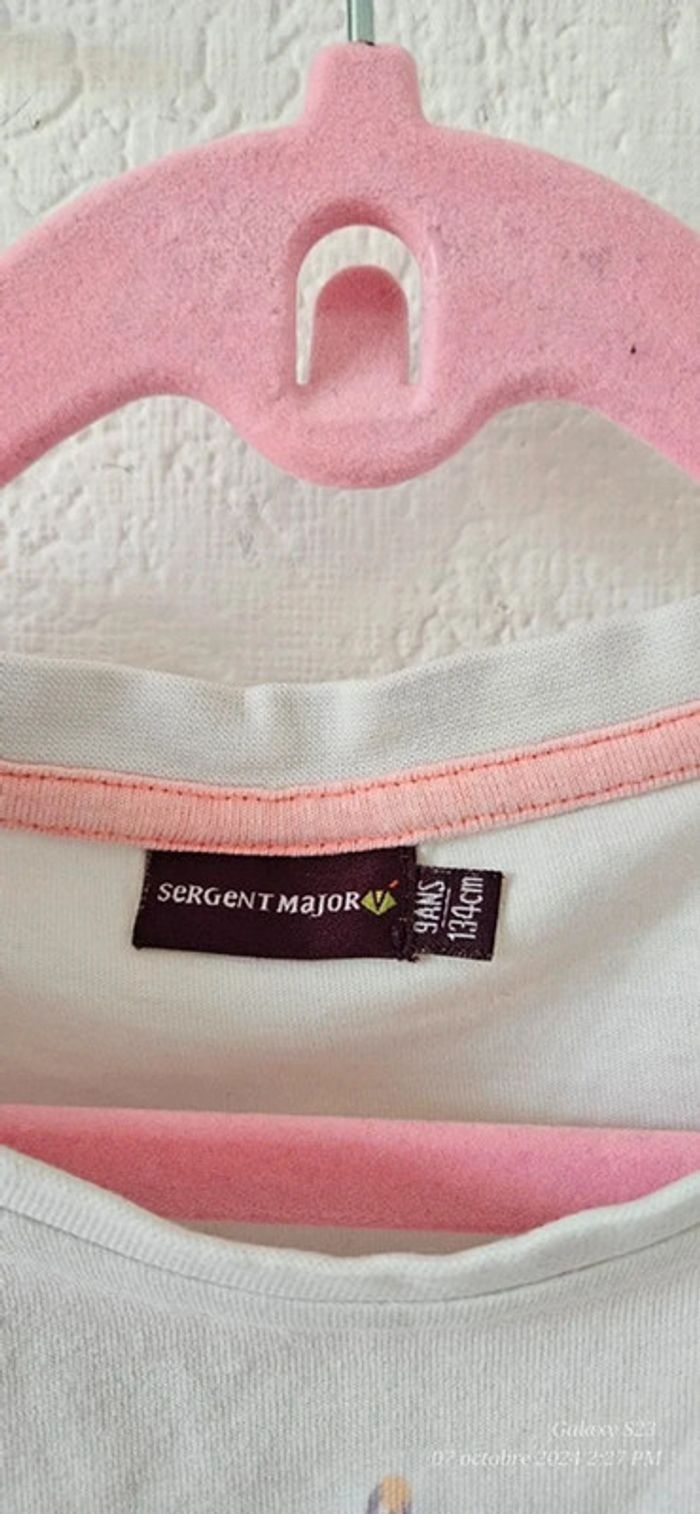 SeRGeNT MaJOR
9ANS
134cm
Galaxy S23
07 octobre 2024 2:27 PM